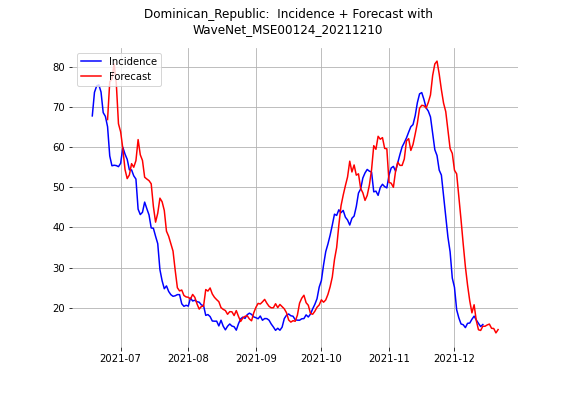 Dominican_Republic:  Incidence + Forecast with
WaveNet_MSE00124_20211210
Incidence
Forecast
80
70
60
50
40
30
20
2021-07 2021-08 2021-09 2021-10 2021-11 2021-12